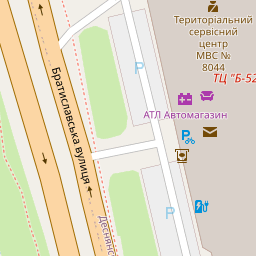 Територіальний
сервісний
центр
МВС №
8044
ТЦ "Б-52
P
АТЛ Автомагазин
Братиславська вулиця
P
Деснянс